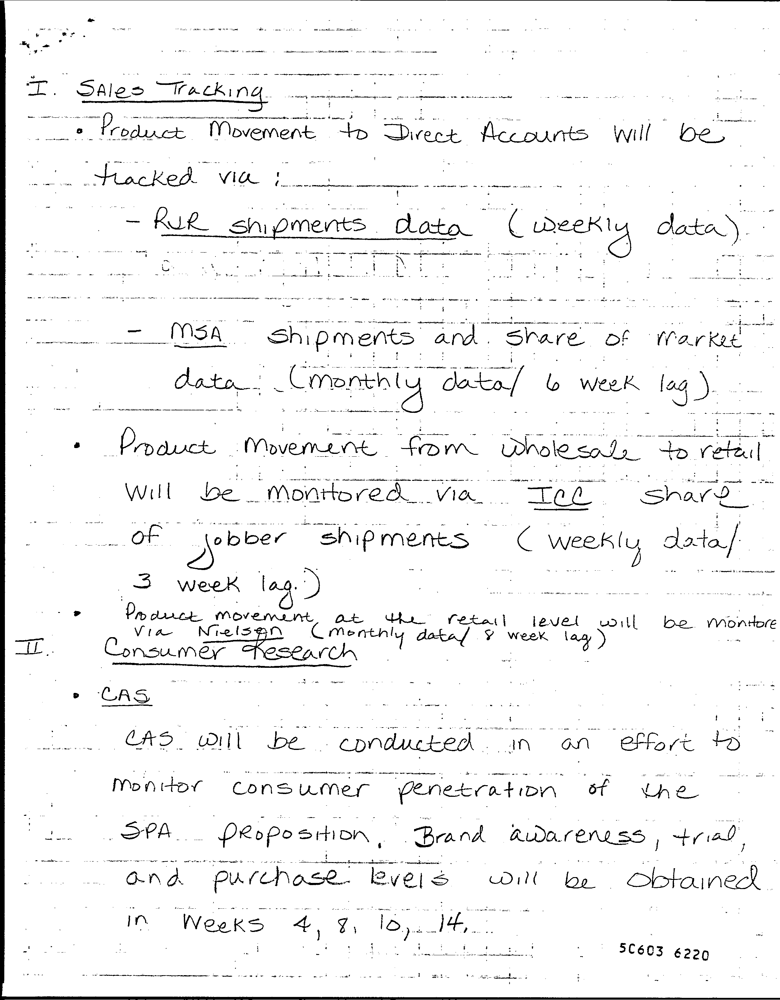 I. Sales Tracking
• Product Movement to Direct Accounts will be
tracked via :
- RJR shipments data (weekly data)
- MSA shipments and share of market
data (monthly data/ 6 week lag)
• Product Movement from wholesale to retail
will be monitored via ICC share
of jobber shipments (weekly data/
3 week lag.)
• Product movement at the retail level will be monitore
via Nielsen (monthly data/ 8 week lag)
II. Consumer Research
• CAS
CAS will be conducted in an effort to
monitor consumer penetration of the
SPA proposition. Brand awareness, trial,
and purchase levels will be obtained
in Weeks 4, 8, 10, 14.
50603 6220